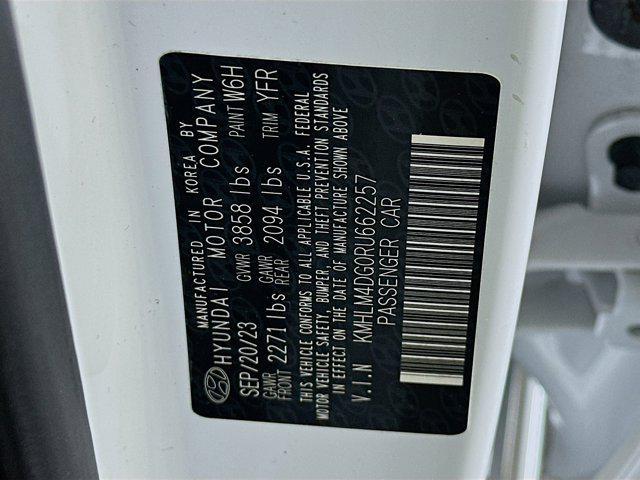 MANUFACTURED IN KOREA BY
HYUNDAI MOTOR COMPANY
SEP/20/23 GVWR 3858 lbs PAINT W6H
GAWR FRONT 2271 lbs GAWR REAR 2094 lbs TRIM YFR
THIS VEHICLE CONFORMS TO ALL APPLICABLE U.S.A. FEDERAL
MOTOR VEHICLE SAFETY, BUMPER, AND THEFT PREVENTION STANDARDS
IN EFFECT ON THE DATE OF MANUFACTURE SHOWN ABOVE
V.I.N KMHLM4DG0RU662257
PASSENGER CAR